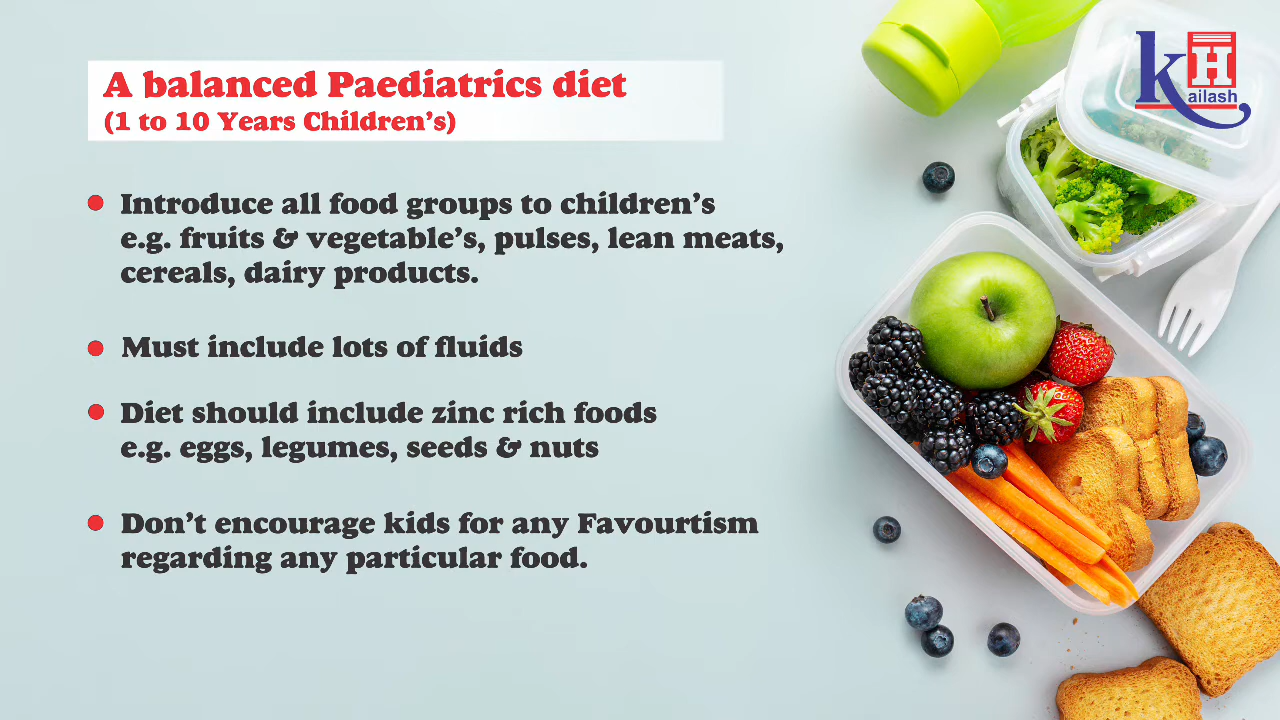 A balanced Paediatrics diet
(1 to 10 Years Children's)
kH
ailash
Introduce all food groups to children's
e.g. fruits & vegetable's, pulses, lean meats,
cereals, dairy products.
Must include lots of fluids
Diet should include zinc rich foods
e.g. eggs, legumes, seeds & nuts
Don't encourage kids for any Favourtism
regarding any particular food.